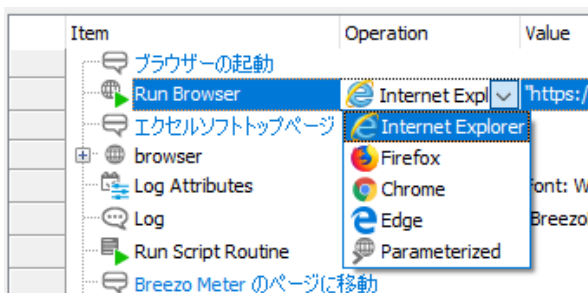 Item Operation Value
ブラウザーの起動
Run Browser Internet Expl "https:/
エクセルソフトトップページ Internet Explorer
browser Firefox
Log Attributes Chrome Font: W
Log Edge Breezo
Run Script Routine Parameterized
Breezo Meter のページに移動